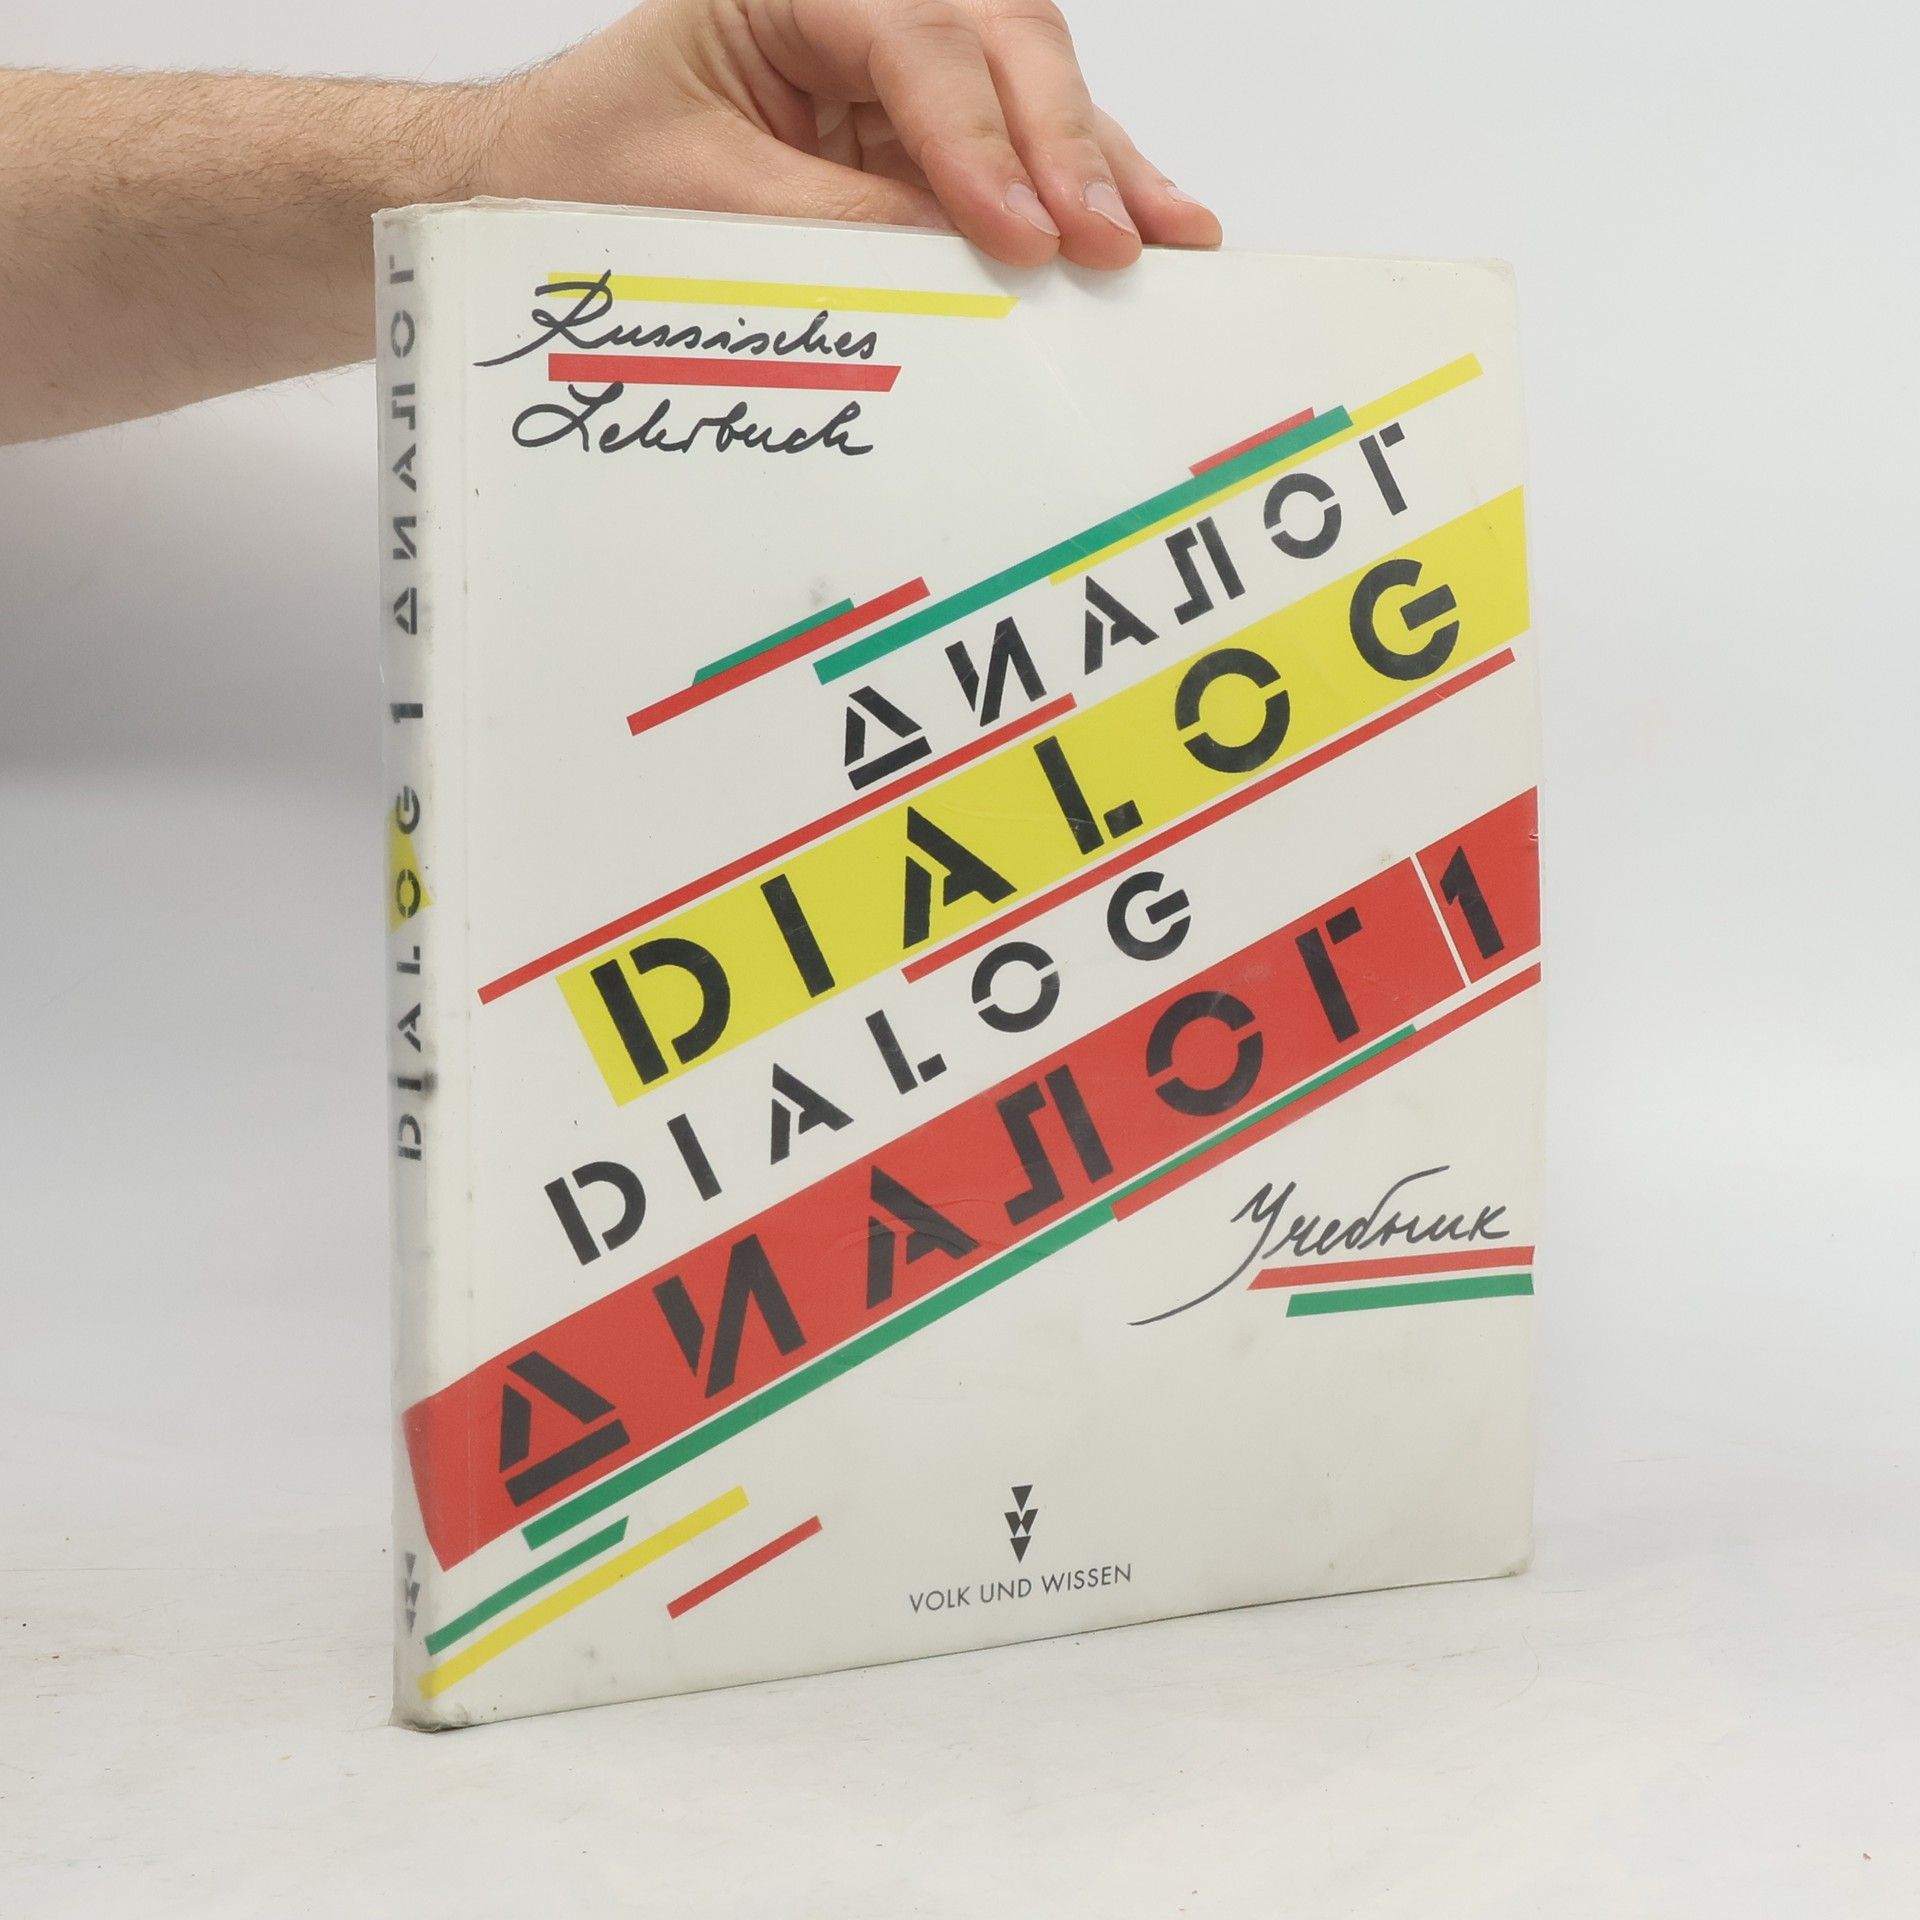 Russisches
Lehrbuch
ДИАЛОГ
DIALOG
DIALOG
ДИАЛОГ 1
Учебник
VOLK UND WISSEN
DIALOG 1 ДИАЛОГ